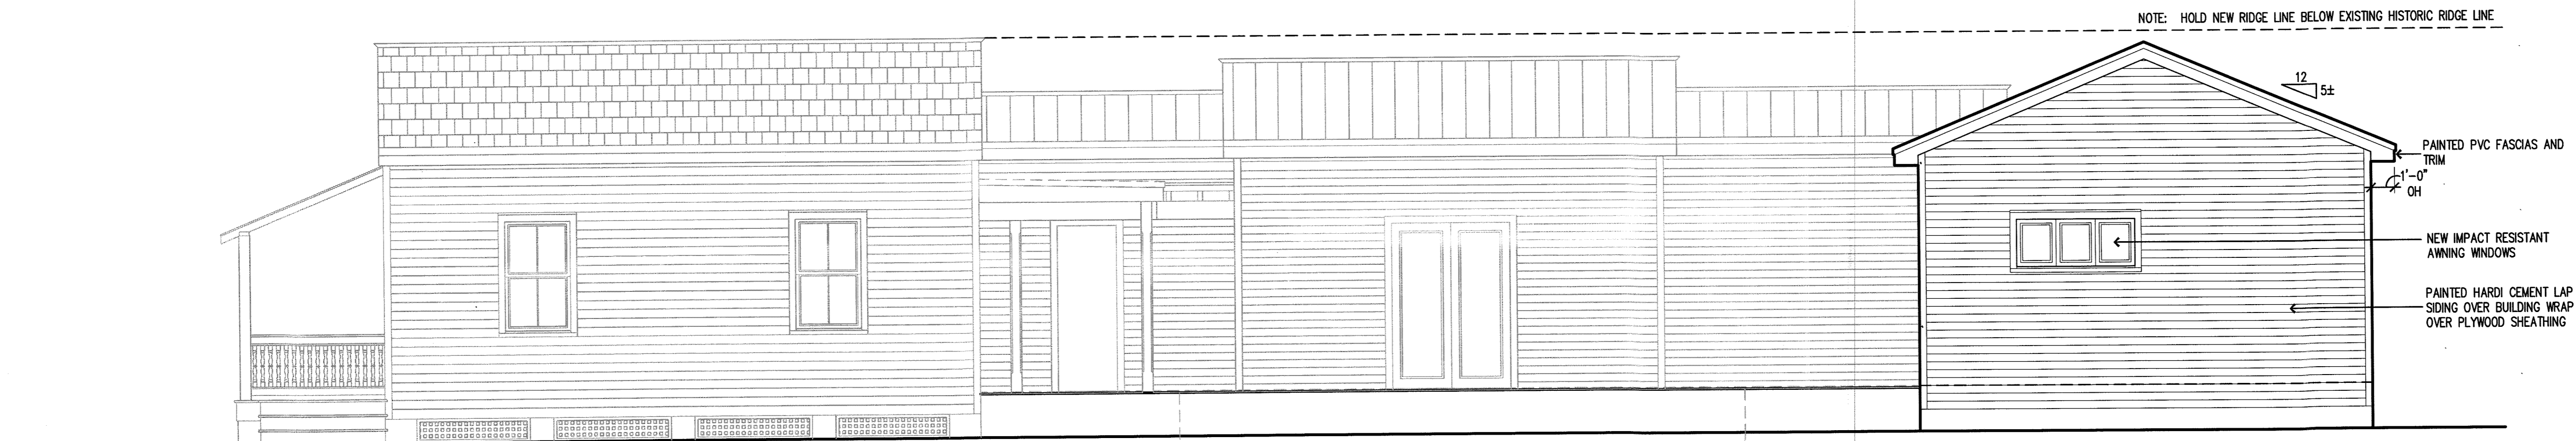 NOTE: HOLD NEW RIDGE LINE BELOW EXISTING HISTORIC RIDGE LINE
12
5±
PAINTED PVC FASCIAS AND
TRIM
1'-0"
OH
NEW IMPACT RESISTANT
AWNING WINDOWS
PAINTED HARDI CEMENT LAP
SIDING OVER BUILDING WRAP
OVER PLYWOOD SHEATHING